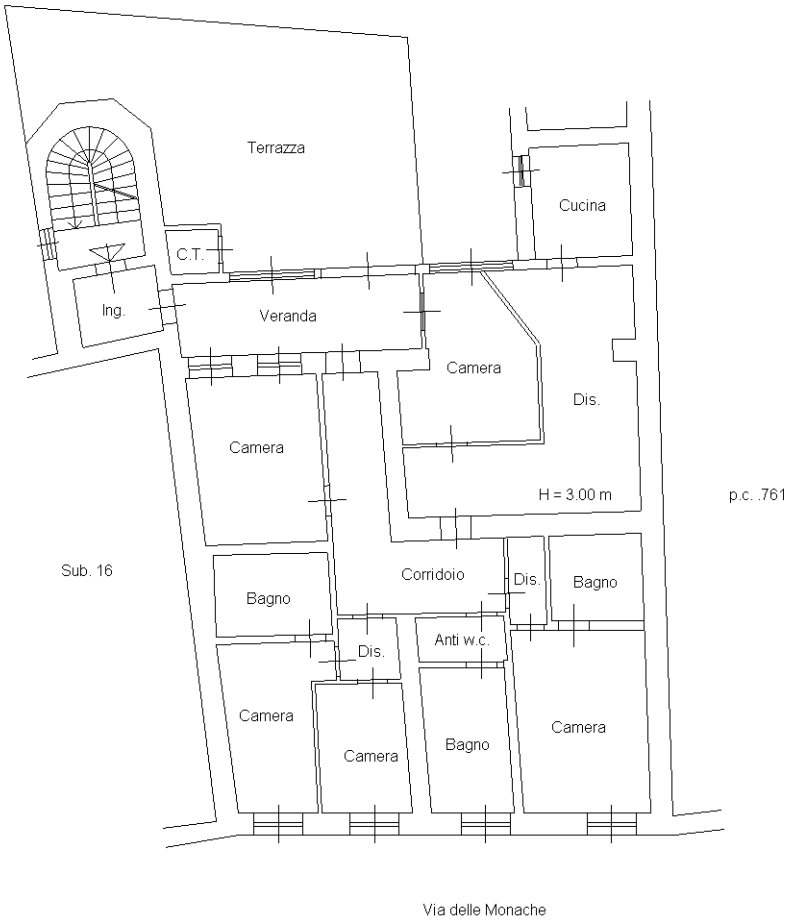 Terrazza
Cucina
C.T.
Ing.
Veranda
Camera
Dis.
Camera
H = 3.00 m
p.c. .761
Sub. 16
Corridoio
Dis.
Bagno
Bagno
Anti w.c.
Dis.
Camera
Camera
Bagno
Camera
Via delle Monache